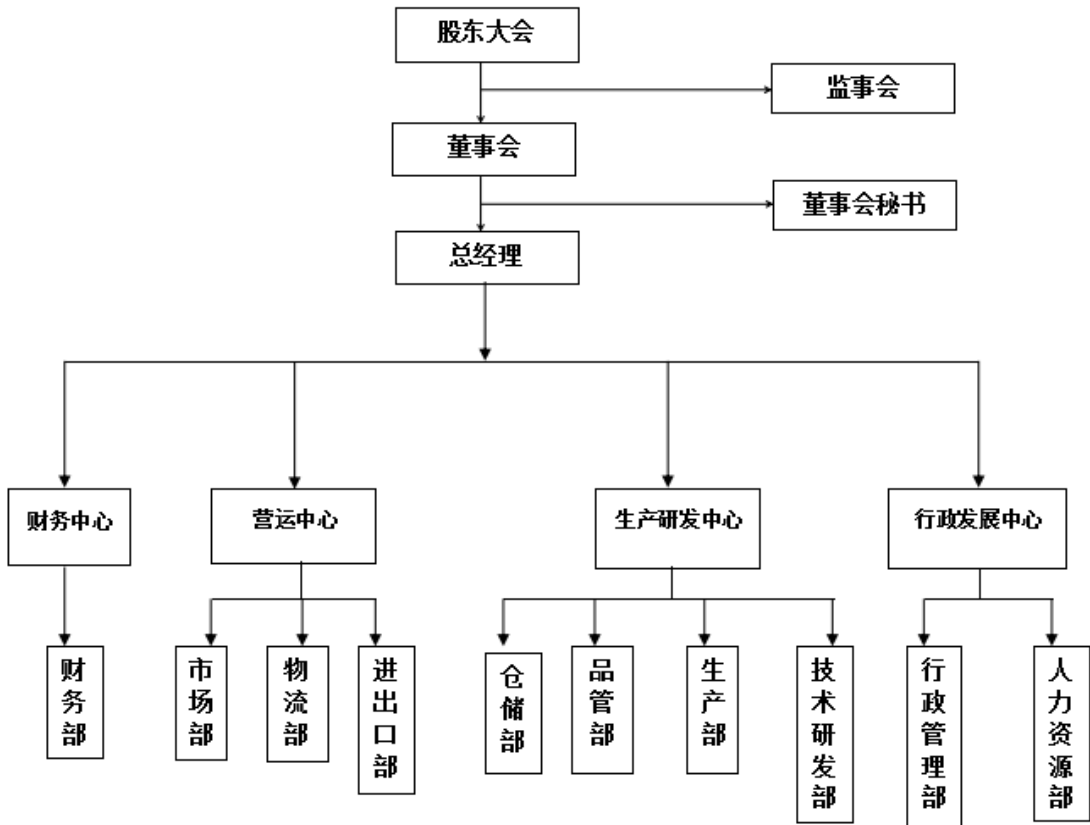 股东大会
监事会
董事会
董事会秘书
总经理
财务中心
营运中心
生产研发中心
行政发展中心
财务部
市场部
物流部
进出口部
仓储部
品管部
生产部
技术研发部
行政管理部
人力资源部